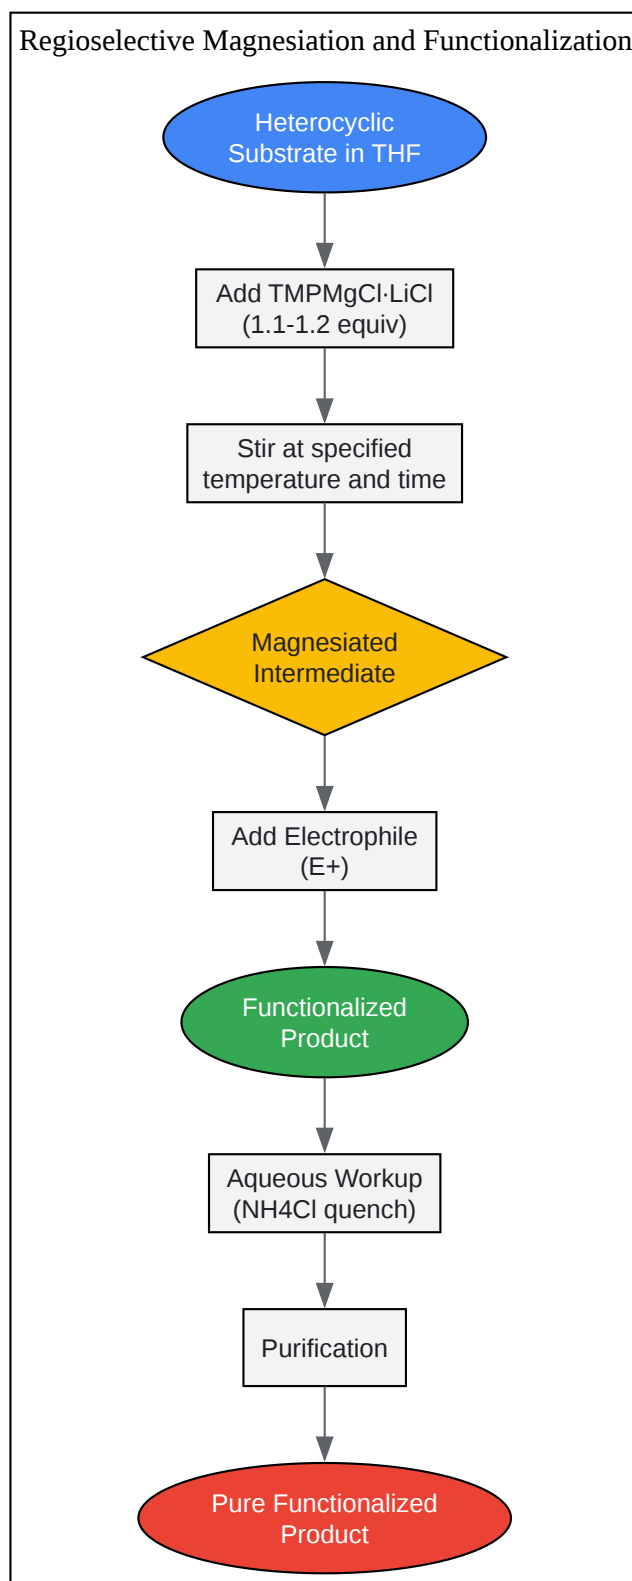 Regioselective Magnesiation and Functionalization
Heterocyclic
Substrate in THF
Add TMPMgCl·LiCl
(1.1-1.2 equiv)
Stir at specified
temperature and time
Magnesiated
Intermediate
Add Electrophile
(E+)
Functionalized
Product
Aqueous Workup
(NH4Cl quench)
Purification
Pure Functionalized
Product